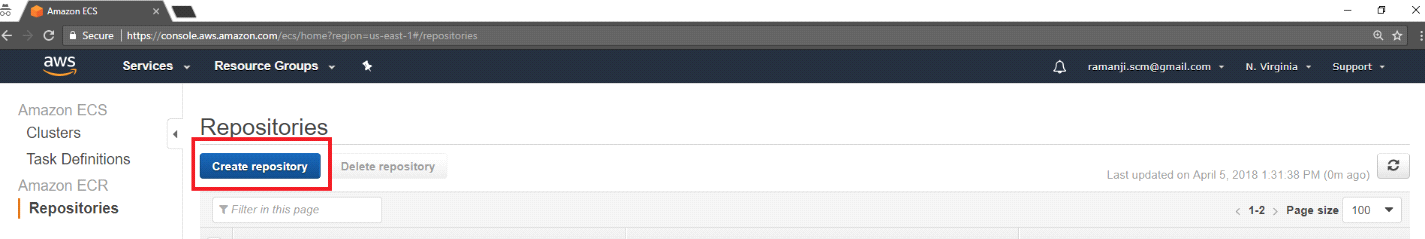 Amazon ECS
Secure https://console.aws.amazon.com/ecs/home?region=us-east-1#/repositories
aws Services Resource Groups ramanji.scm@gmail.com N. Virginia Support
Amazon ECS
Clusters
Task Definitions
Amazon ECR
Repositories
Repositories
Create repository Delete repository
Last updated on April 5, 2018 1:31:38 PM (0m ago)
Filter in this page
1-2 Page size 100